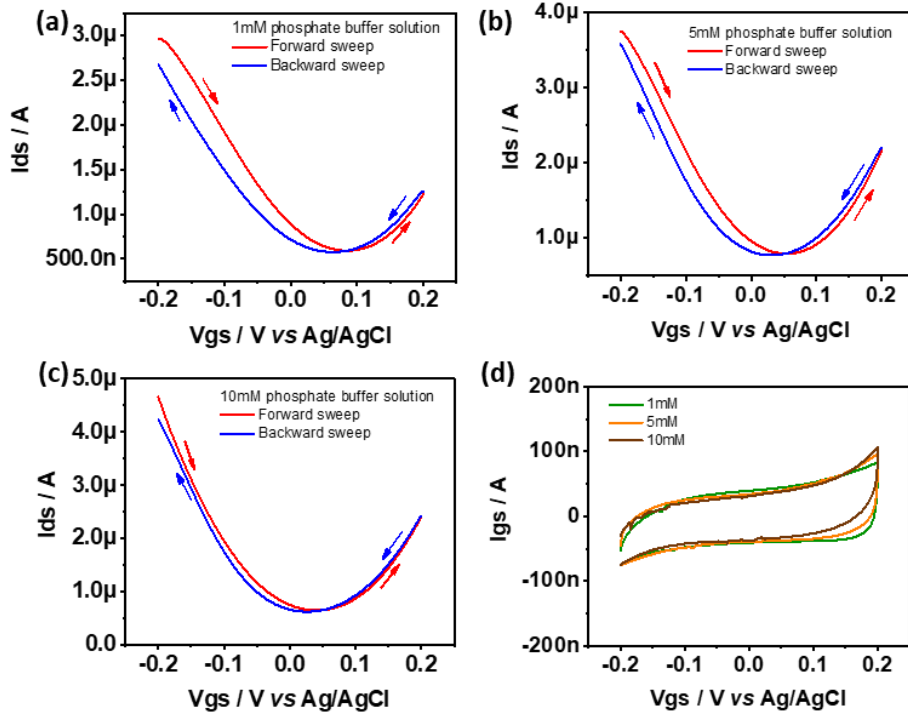 (a)
1mM phosphate buffer solution
Forward sweep
Backward sweep
3.0μ
2.5μ
2.0μ
1.5μ
1.0μ
500.0n
Ids / A
-0.2 -0.1 0.0 0.1 0.2
Vgs / V vs Ag/AgCl
(b)
5mM phosphate buffer solution
Forward sweep
Backward sweep
4.0μ
3.0μ
2.0μ
1.0μ
Ids / A
-0.2 -0.1 0.0 0.1 0.2
Vgs / V vs Ag/AgCl
(c)
10mM phosphate buffer solution
Forward sweep
Backward sweep
5.0μ
4.0μ
3.0μ
2.0μ
1.0μ
0.0
Ids / A
-0.2 -0.1 0.0 0.1 0.2
Vgs / V vs Ag/AgCl
(d)
1mM
5mM
10mM
200n
100n
0
-100n
-200n
Igs / A
-0.2 -0.1 0.0 0.1 0.2
Vgs / V vs Ag/AgCl